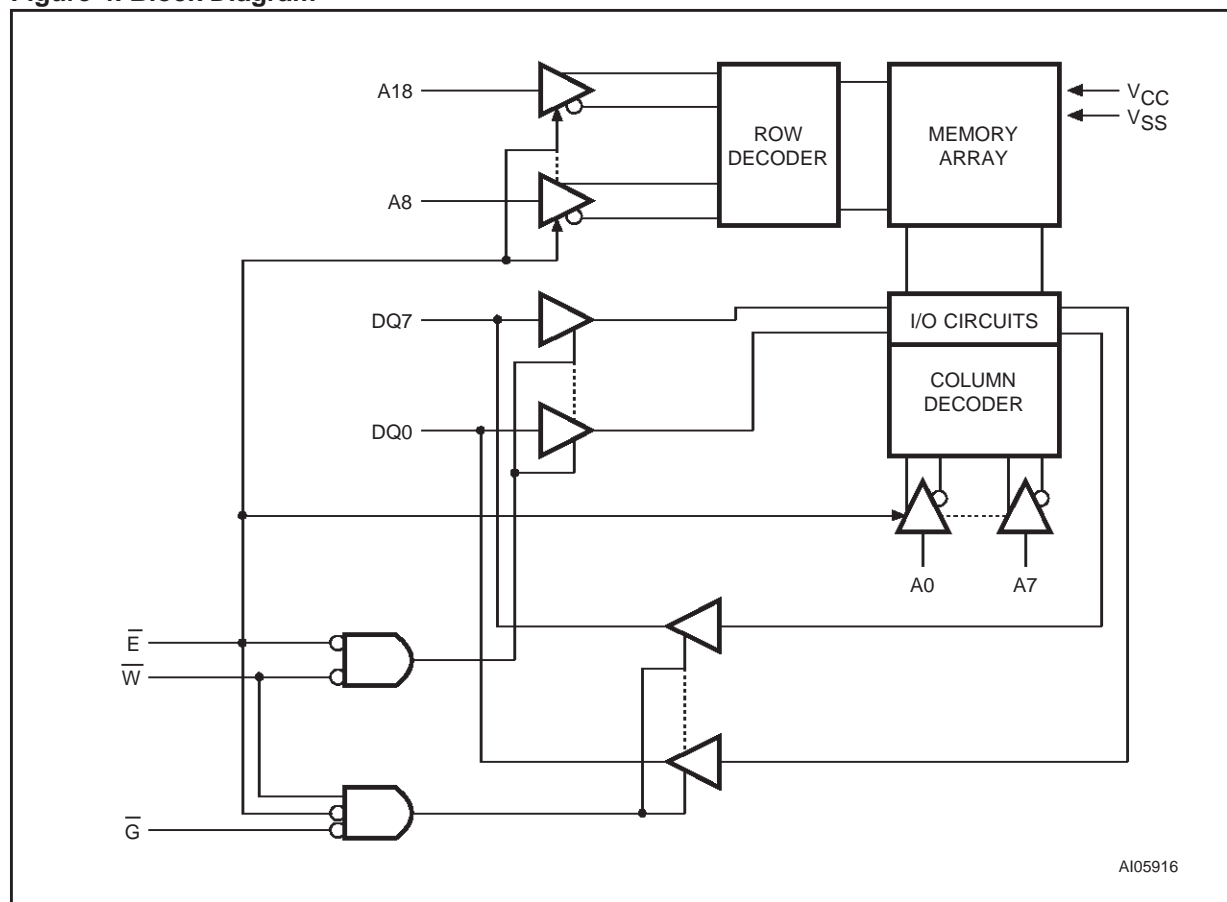 Figure 4. Block Diagram
A18
A8
ROW
DECODER
MEMORY
ARRAY
VCC
VSS
DQ7
DQ0
I/O CIRCUITS
COLUMN
DECODER
A0
A7
E̅
W̅
G̅
AI05916